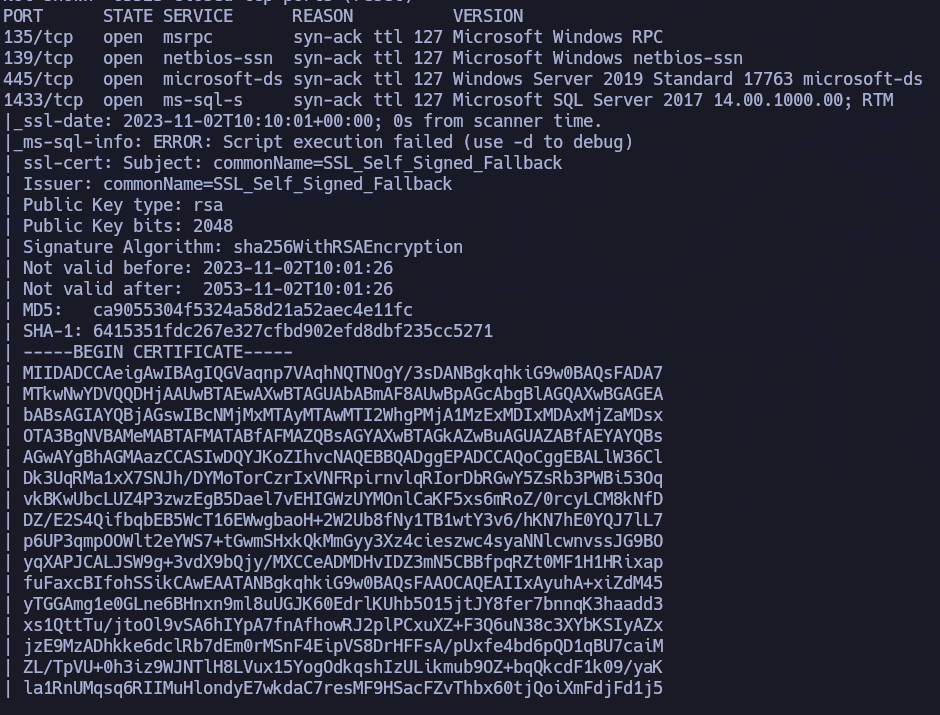 PORT     STATE SERVICE      REASON          VERSION
135/tcp  open  msrpc        syn-ack ttl 127 Microsoft Windows RPC
139/tcp  open  netbios-ssn  syn-ack ttl 127 Microsoft Windows netbios-ssn
445/tcp  open  microsoft-ds syn-ack ttl 127 Windows Server 2019 Standard 17763 microsoft-ds
1433/tcp open  ms-sql-s     syn-ack ttl 127 Microsoft SQL Server 2017 14.00.1000.00; RTM
|_ssl-date: 2023-11-02T10:10:01+00:00; 0s from scanner time.
|_ms-sql-info: ERROR: Script execution failed (use -d to debug)
| ssl-cert: Subject: commonName=SSL_Self_Signed_Fallback
| Issuer: commonName=SSL_Self_Signed_Fallback
| Public Key type: rsa
| Public Key bits: 2048
| Signature Algorithm: sha256WithRSAEncryption
| Not valid before: 2023-11-02T10:01:26
| Not valid after:  2053-11-02T10:01:26
| MD5:   ca9055304f5324a58d21a52aec4e11fc
| SHA-1: 6415351fdc267e327cfbd902efd8dbf235cc5271
| -----BEGIN CERTIFICATE-----
| MIIDADCCAeigAwIBAgIQGVaqnp7VAqhNQTNOgY/3sDANBgkqhkiG9w0BAQsFADA7
| MTkwNwYDVQQDHjAAUwBTAEwAXwBTAGUAbABmAF8AUwBpAGcAbgBlAGQAXwBGAGEA
| bABsAGIAYQBjAGswIBcNMjMxMTAyMTAwMTI2WhgPMjA1MzExMDIxMDAxMjZaMDsx
| OTA3BgNVBAMeMABTAFMATABfAFMAZQBsAGYAXwBTAGkAZwBuAGUAZABfAEYAYQBs
| AGwAYgBhAGMAazCCASIwDQYJKoZIhvcNAQEBBQADggEPADCCAQoCggEBALlW36Cl
| Dk3UqRMa1xX7SNJh/DYMoTorCzrIxVNFRpirnvlqRIorDbRGwY5ZsRb3PWBi53Oq
| vkBKwUbcLUZ4P3zwzEgB5Dael7vEHIGWzUYMOnlCaKF5xs6mRoZ/0rcyLCM8kNfD
| DZ/E2S4QifbqbEB5WcT16EWwgbaoH+2W2Ub8fNy1TB1wtY3v6/hKN7hE0YQJ7lL7
| p6UP3qmpOOWlt2eYWS7+tGwmSHxkQkMmGyy3Xz4cieszwc4syaNNlcwnvssJG9BO
| yqXAPJCALJSW9g+3vdX9bQjy/MXCCeADMDHvIDZ3mN5CBBfpqRZt0MF1H1HRixap
| fuFaxcBIfohSSikCAwEAATANBgkqhkiG9w0BAQsFAAOCAQEAIIxAyuhA+xiZdM45
| yTGGAmg1e0GLne6BHnxn9ml8uUGJK60EdrlKUhb5O15jtJY8fer7bnnqK3haadd3
| xs1QttTu/jtoOl9vSA6hIYpA7fnAfhowRJ2plPCxuXZ+F3Q6uN38c3XYbKSIyAZx
| jzE9MzADhkke6dclRb7dEm0rMSnF4EipVS8DrHFFsA/pUxfe4bd6pQD1qBU7caiM
| ZL/TpVU+0h3iz9WJNTlH8LVux15YogOdkqshIzULikmub9OZ+bqQkcdF1k09/yaK
| la1RnUMqsq6RIIMuHlondyE7wkdaC7resMF9HSacFZvThbx60tjQoiXmFdjFd1j5